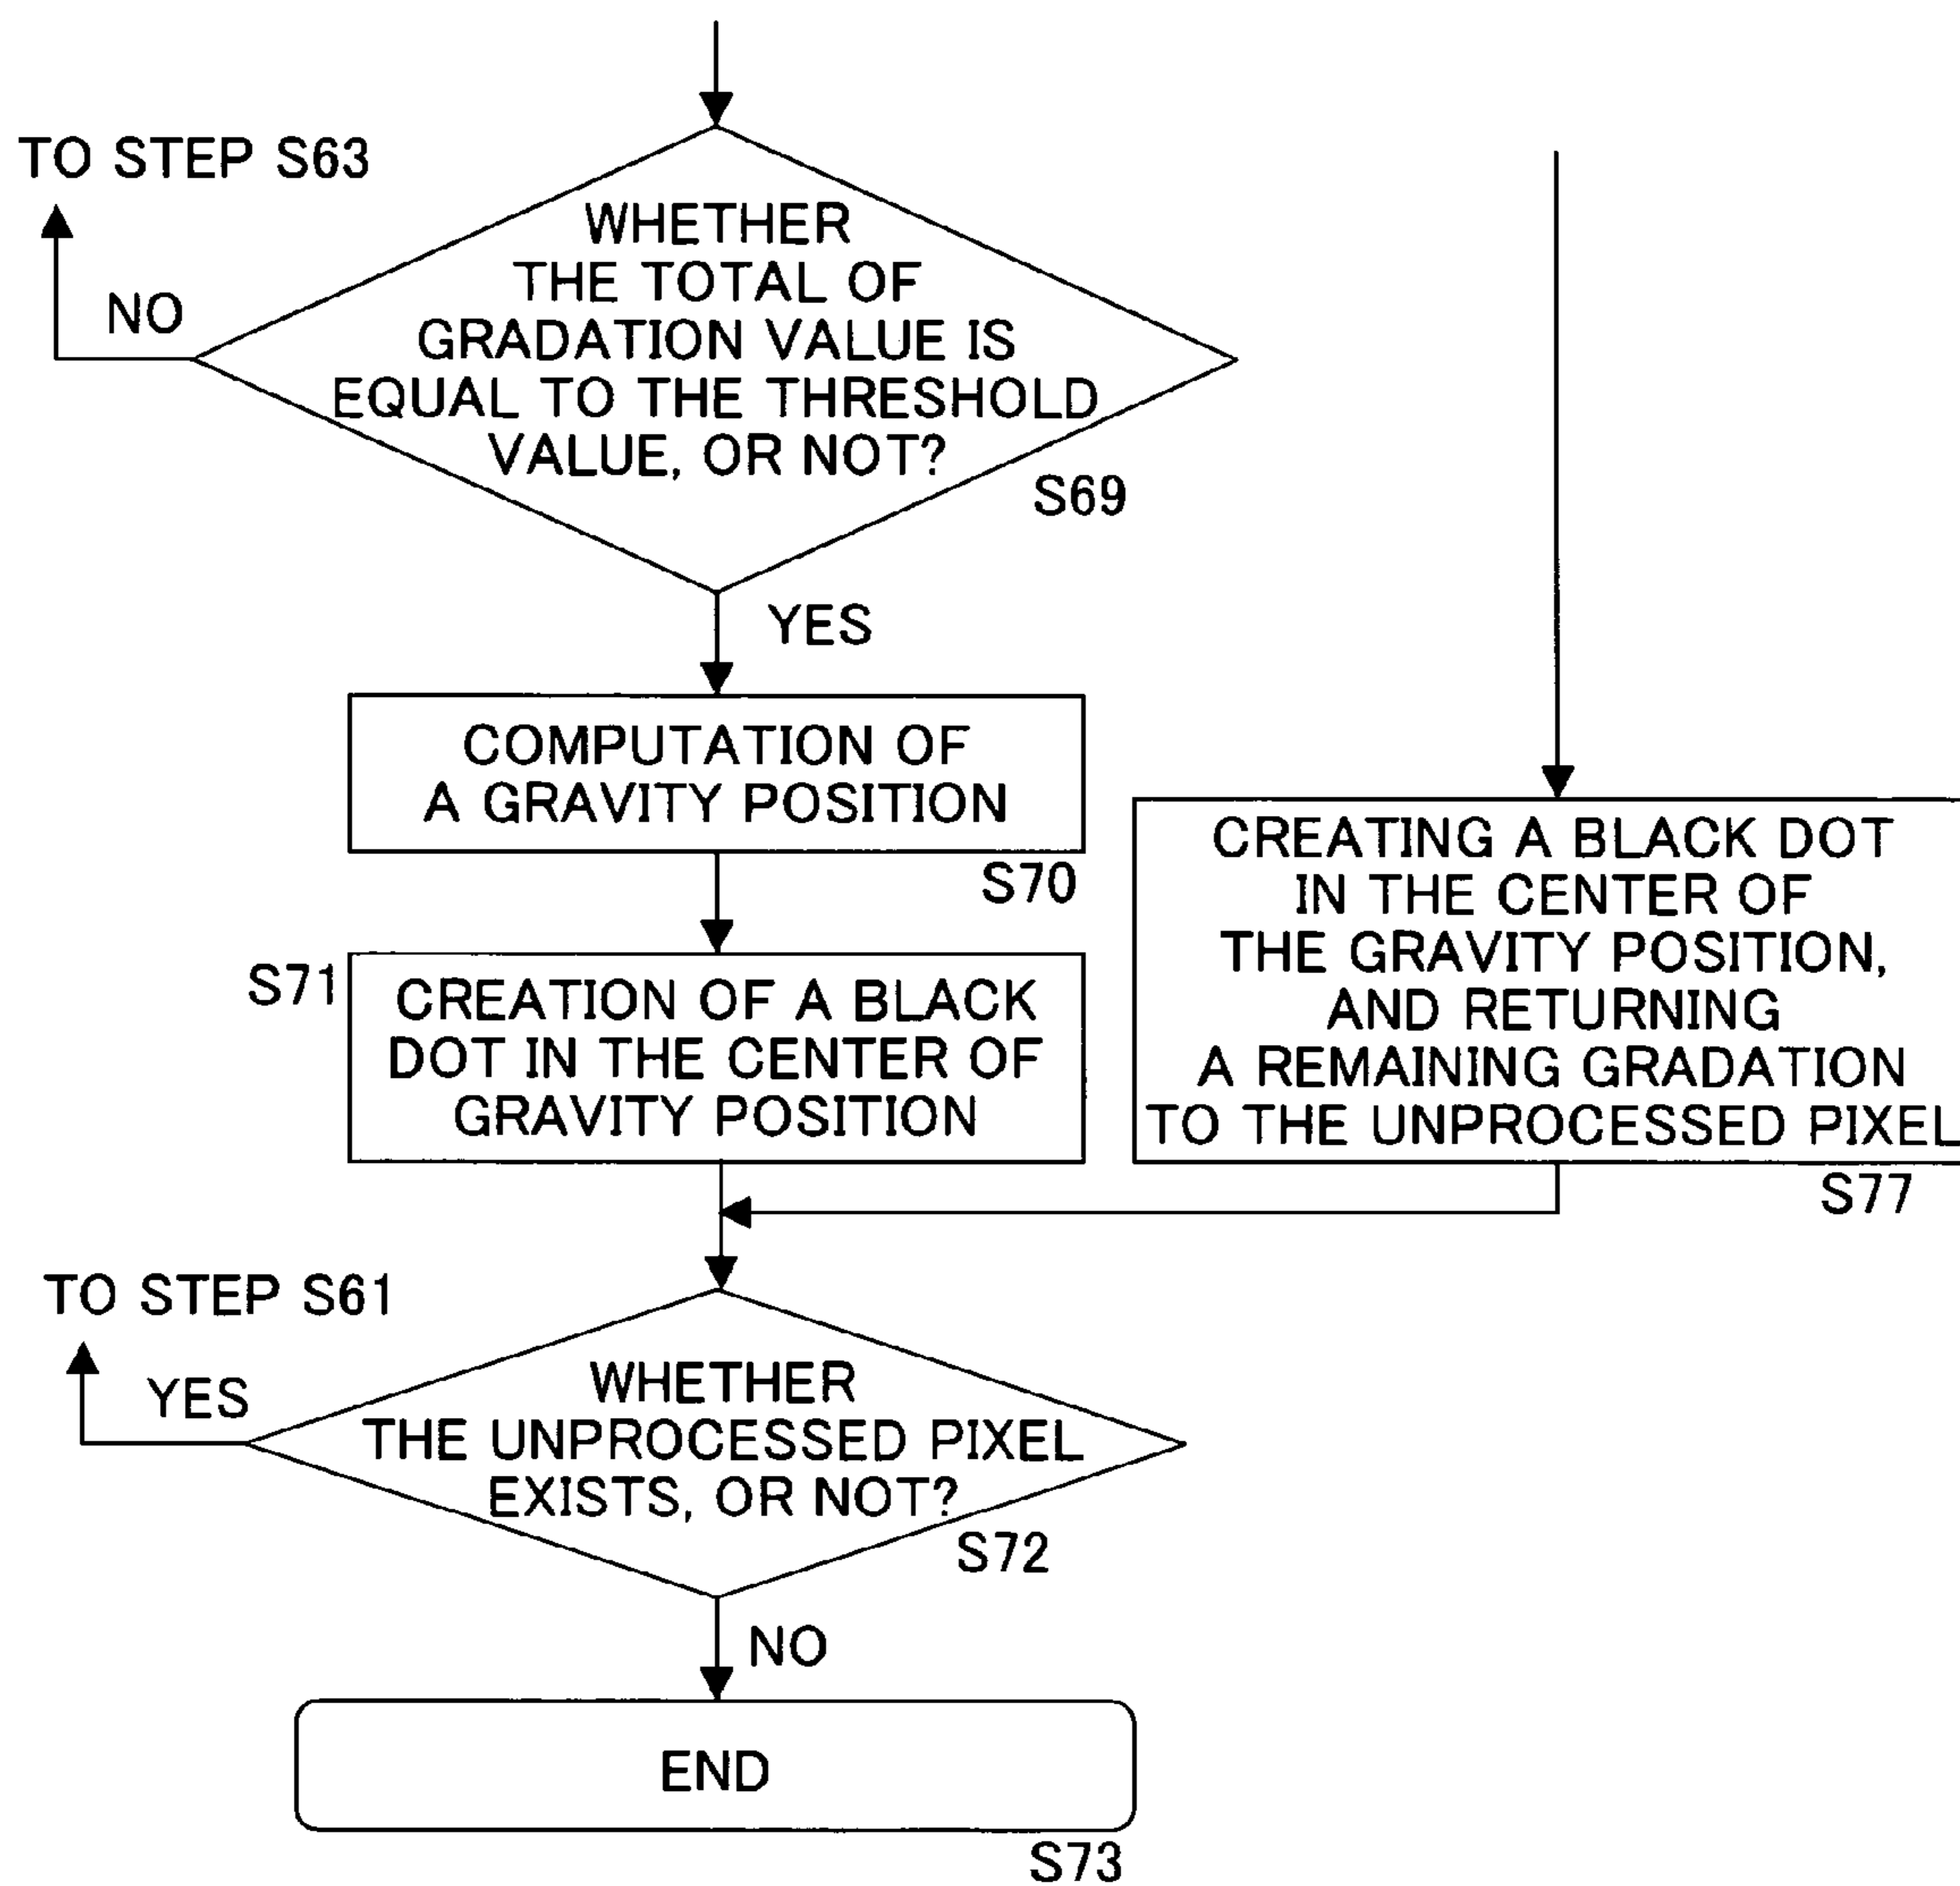 TO STEP S63
NO
WHETHER
THE TOTAL OF
GRADATION VALUE IS
EQUAL TO THE THRESHOLD
VALUE, OR NOT?
S69
YES
COMPUTATION OF
A GRAVITY POSITION
S70
S71
CREATION OF A BLACK
DOT IN THE CENTER OF
GRAVITY POSITION
CREATING A BLACK DOT
IN THE CENTER OF
THE GRAVITY POSITION,
AND RETURNING
A REMAINING GRADATION
TO THE UNPROCESSED PIXEL
S77
TO STEP S61
YES
WHETHER
THE UNPROCESSED PIXEL
EXISTS, OR NOT?
S72
NO
END
S73